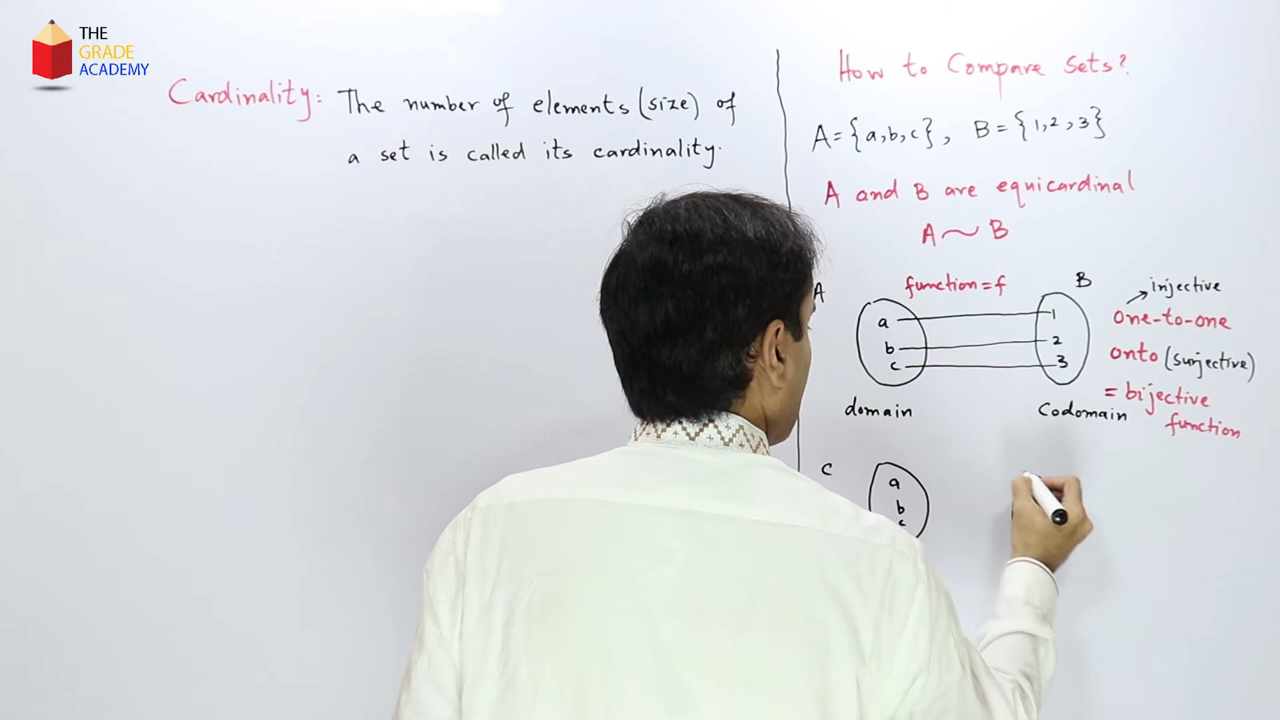 THE
GRADE
ACADEMY
Cardinality: The number of elements (size) of
a set is called its cardinality.
How to Compare Sets?
A = {a,b,c}, B = {1,2,3}
A and B are equicardinal
A ~ B
function = f
A
B
a
b
c
1
2
3
domain
Codomain
injective
one-to-one
onto (surjective)
= bijective
function
C
a
b
c